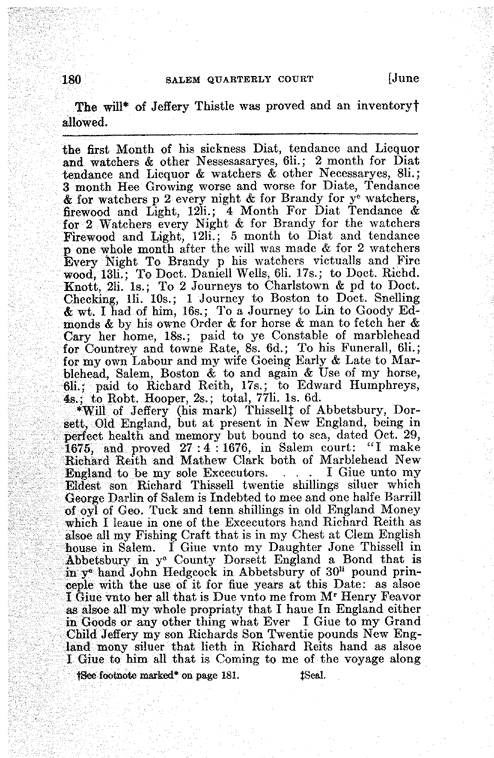 180 SALEM QUARTERLY COURT [June
The will* of Jeffery Thistle was proved and an inventory†
allowed.
the first Month of his sickness Diat, tendance and Licquor
and watchers & other Nessesasaryes, 6li.; 2 month for Diat
tendance and Licquor & watchers & other Necessaryes, 8li.;
3 month Hee Growing worse and worse for Diate, Tendance
& for watchers p 2 every night & for Brandy for yᵉ watchers,
firewood and Light, 12li.; 4 Month For Diat Tendance &
for 2 Watchers every Night & for Brandy for the watchers
Firewood and Light, 12li.; 5 month to Diat and tendance
p one whole month after the will was made & for 2 watchers
Every Night To Brandy p his watchers victualls and Fire
wood, 13li.; To Doct. Daniell Wells, 6li. 17s.; to Doct. Richd.
Knott, 2li. 1s.; To 2 Journeys to Charlstown & pd to Doct.
Checking, 1li. 10s.; 1 Journey to Boston to Doct. Snelling
& wt. I had of him, 16s.; To a Journey to Lin to Goody Ed-
monds & by his owne Order & for horse & man to fetch her &
Cary her home, 18s.; paid to ye Constable of marblehead
for Countrey and towne Rate, 8s. 6d.; To his Funerall, 6li.;
for my own Labour and my wife Goeing Early & Late to Mar-
blehead, Salem, Boston & to and again & Use of my horse,
6li.; paid to Richard Reith, 17s.; to Edward Humphreys,
4s.; to Robt. Hooper, 2s.; total, 77li. 1s. 6d.
*Will of Jeffery (his mark) Thissell‡ of Abbetsbury, Dor-
sett, Old England, but at present in New England, being in
perfect health and memory but bound to sea, dated Oct. 29,
1675, and proved 27 : 4 : 1676, in Salem court: "I make
Richard Reith and Mathew Clark both of Marblehead New
England to be my sole Excecutors. . . . I Giue unto my
Eldest son Richard Thissell twentie shillings siluer which
George Darlin of Salem is Indebted to mee and one halfe Barrill
of oyl of Geo. Tuck and tenn shillings in old England Money
which I leaue in one of the Excecutors hand Richard Reith as
alsoe all my Fishing Craft that is in my Chest at Clem English
house in Salem. I Giue vnto my Daughter Jone Thissell in
Abbetsbury in yᵉ County Dorsett England a Bond that is
in yᵉ hand John Hedgcock in Abbetsbury of 30ˡⁱ pound prin-
ceple with the use of it for fiue years at this Date: as alsoe
I Giue vnto her all that is Due vnto me from Mʳ Henry Feavor
as alsoe all my whole propriaty that I haue In England either
in Goods or any other thing what Ever I Giue to my Grand
Child Jeffery my son Richards Son Twentie pounds New Eng-
land mony siluer that lieth in Richard Reits hand as alsoe
I Giue to him all that is Coming to me of the voyage along
†See footnote marked* on page 181. ‡Seal.